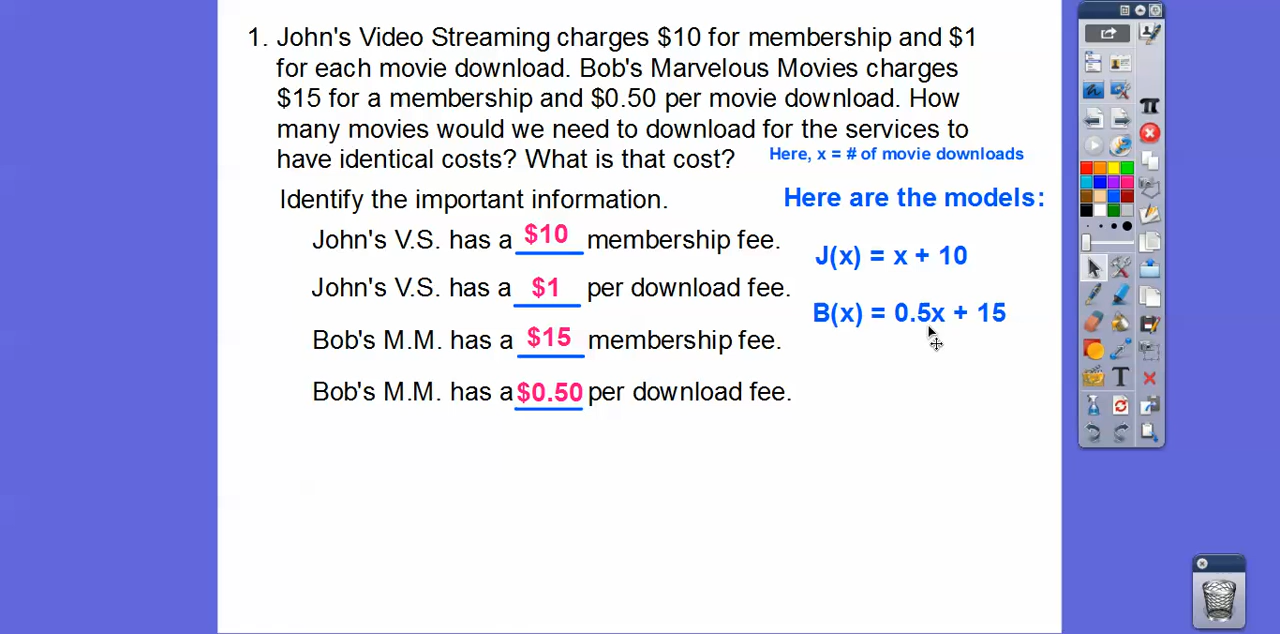 1. John's Video Streaming charges $10 for membership and $1
for each movie download. Bob's Marvelous Movies charges
$15 for a membership and $0.50 per movie download. How
many movies would we need to download for the services to
have identical costs? What is that cost?
Here, x = # of movie downloads
Identify the important information.
Here are the models:
John's V.S. has a $10 membership fee.
J(x) = x + 10
John's V.S. has a $1 per download fee.
B(x) = 0.5x + 15
Bob's M.M. has a $15 membership fee.
Bob's M.M. has a $0.50 per download fee.